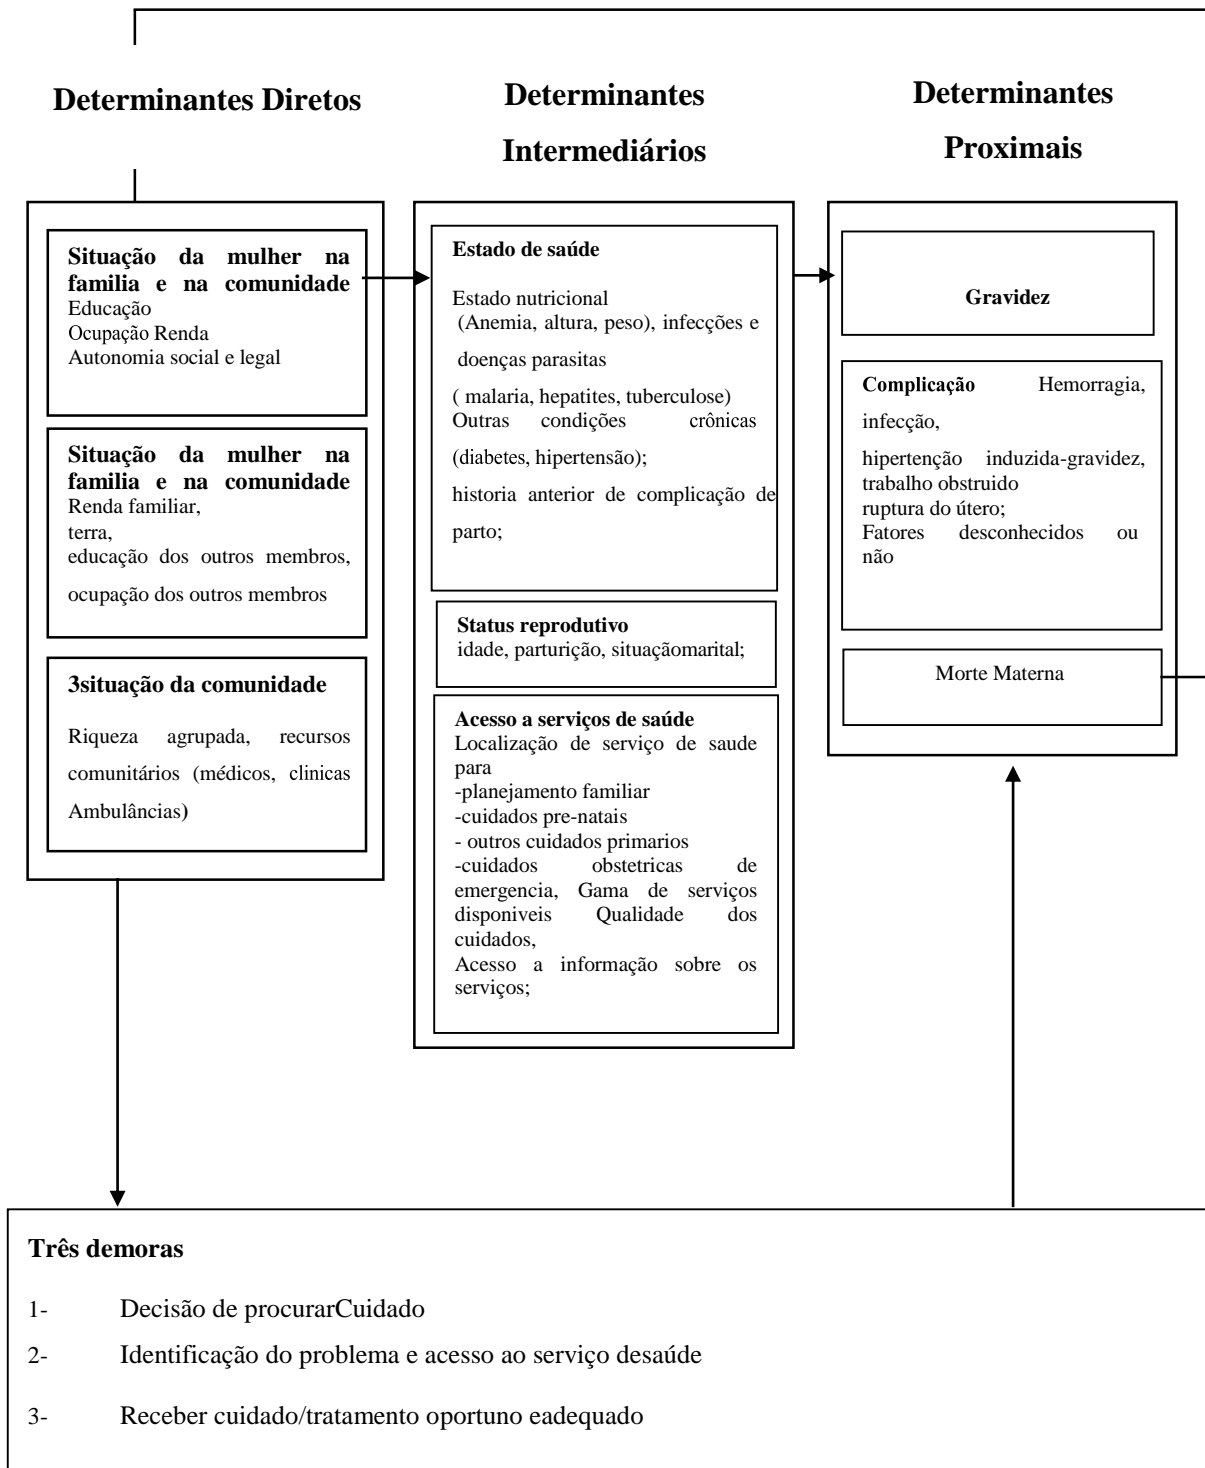 Determinantes Diretos
Situação da mulher na
familia e na comunidade
Educação
Ocupação Renda
Autonomia social e legal
Situação da mulher na
familia e na comunidade
Renda familiar,
terra,
educação dos outros membros,
ocupação dos outros membros
3situação da comunidade
Riqueza agrupada, recursos
comunitários (médicos, clinicas
Ambulâncias)
Determinantes
Intermediários
Estado de saúde
Estado nutricional
(Anemia, altura, peso), infecções e
doenças parasitas
( malaria, hepatites, tuberculose)
Outras condições crônicas
(diabetes, hipertensão);
historia anterior de complicação de
parto;
Status reprodutivo
idade, parturição, situaçãomarital;
Acesso a serviços de saúde
Localização de serviço de saude
para
-planejamento familiar
-cuidados pre-natais
- outros cuidados primarios
-cuidados obstetricas de
emergencia, Gama de serviços
disponiveis Qualidade dos
cuidados,
Acesso a informação sobre os
serviços;
Determinantes
Proximais
Gravidez
Complicação Hemorragia,
infecção,
hipertenção induzida-gravidez,
trabalho obstruido
ruptura do útero;
Fatores desconhecidos ou
não
Morte Materna
Três demoras
1- Decisão de procurarCuidado
2- Identificação do problema e acesso ao serviço desaúde
3- Receber cuidado/tratamento oportuno eadequado